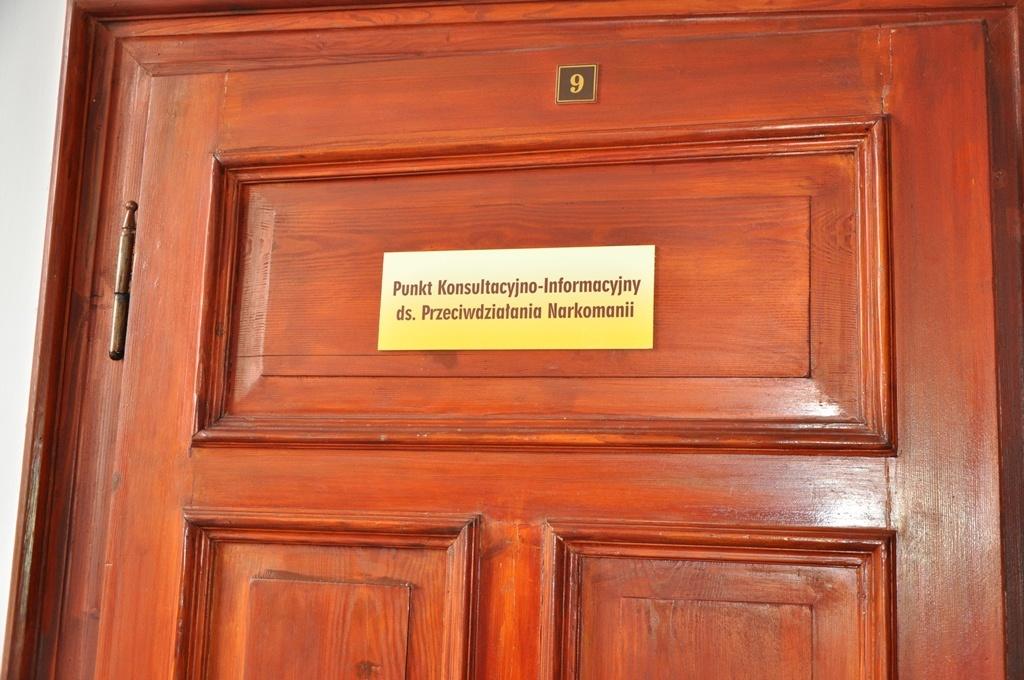 9
Punkt Konsultacyjno-Informacyjny
ds. Przeciwdziałania Narkomanii